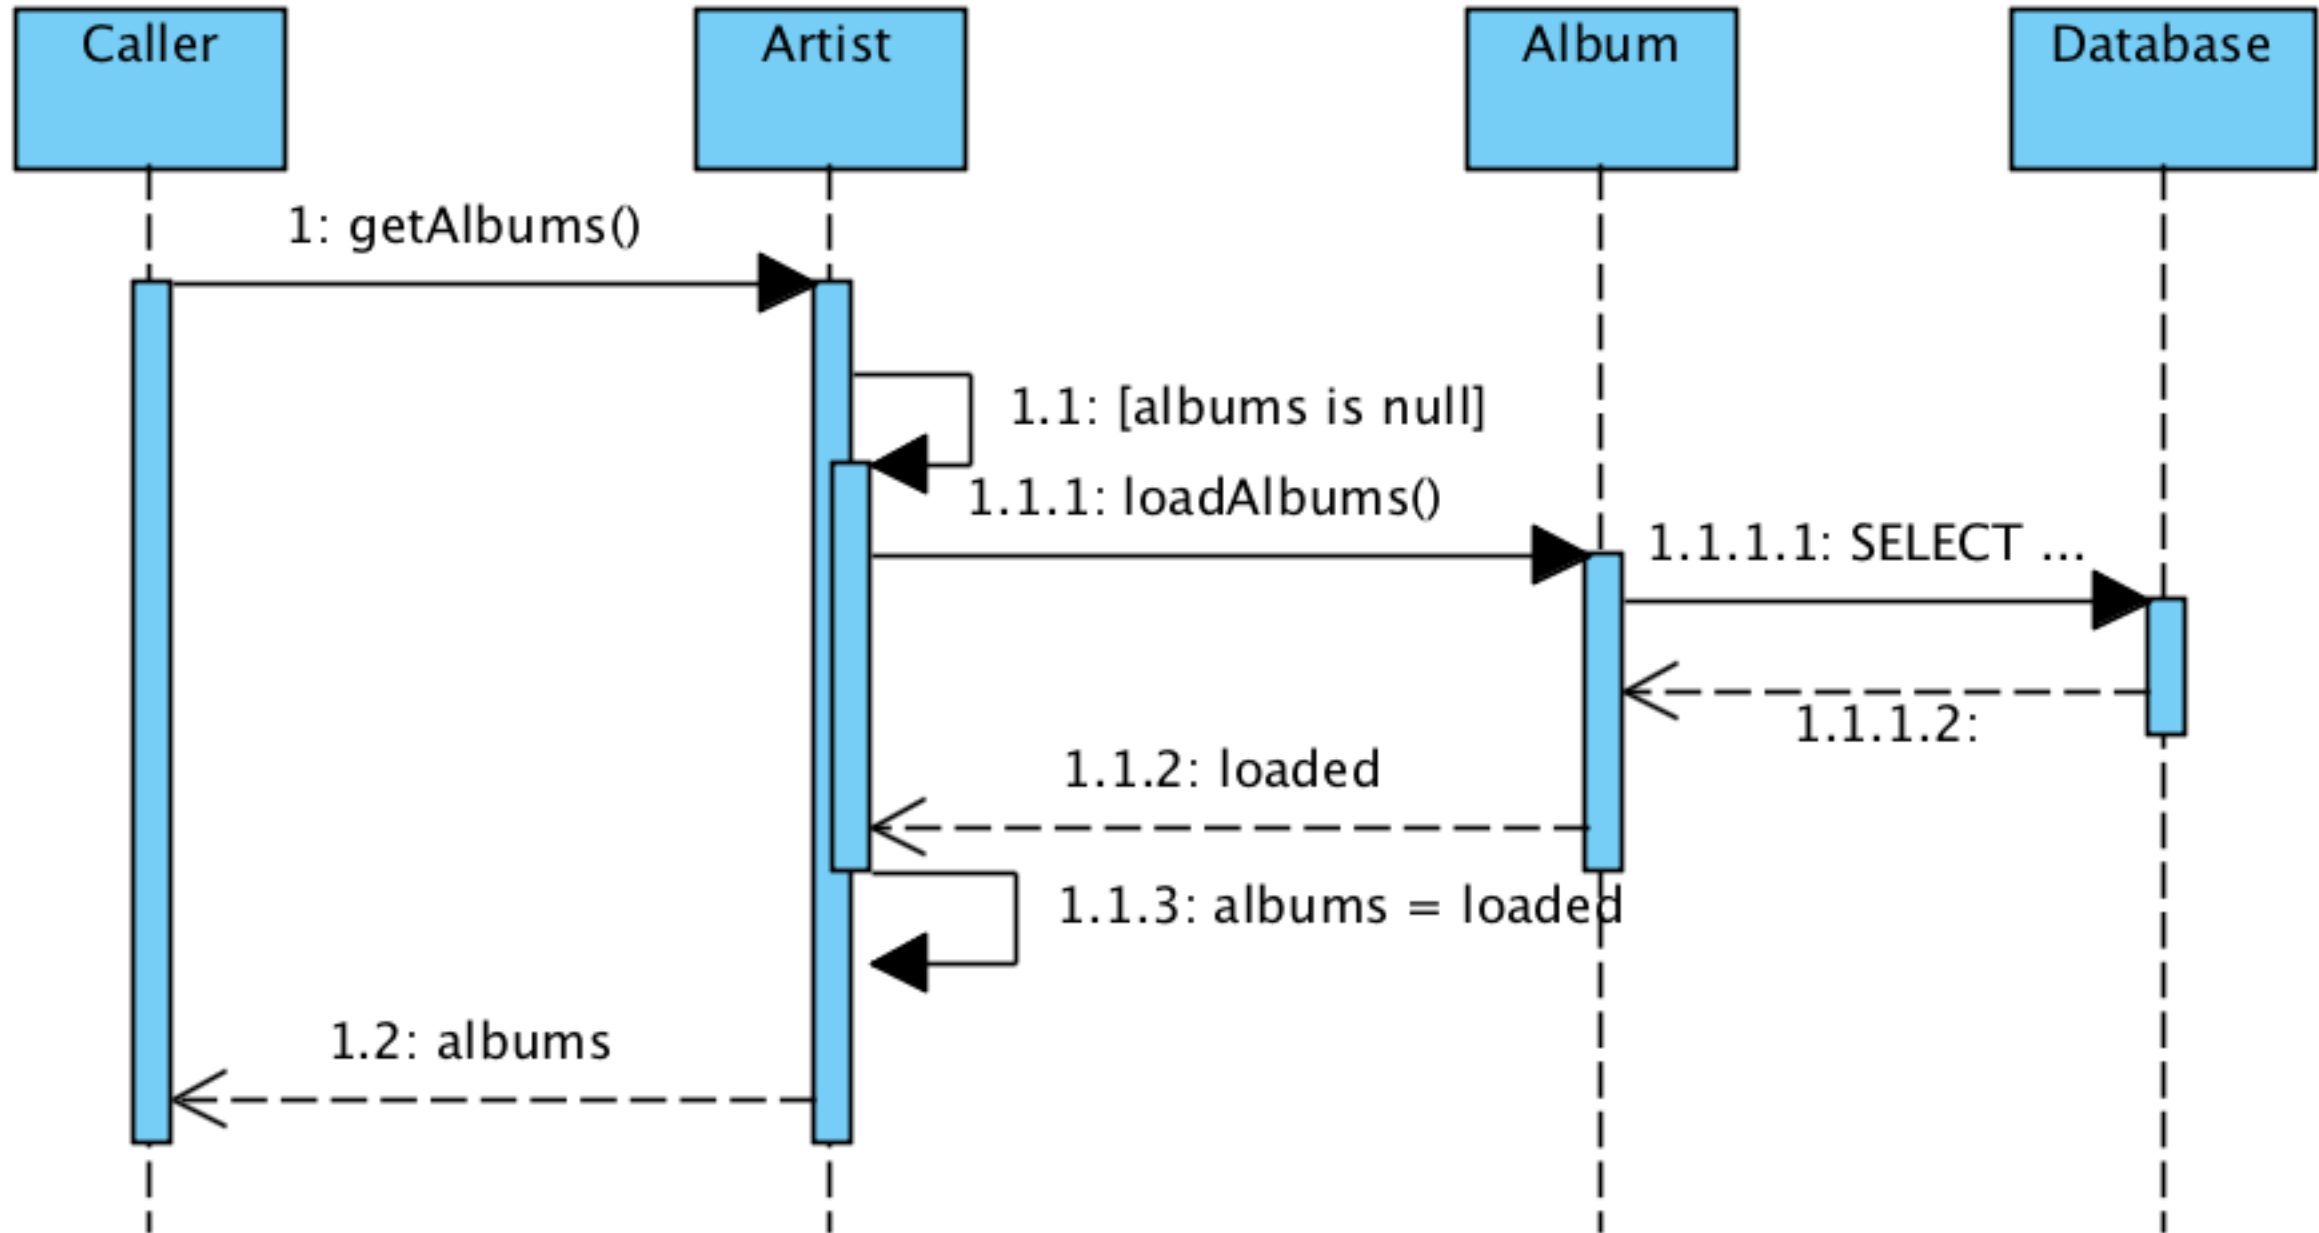 Caller
Artist
Album
Database
1: getAlbums()
1.1: [albums is null]
1.1.1: loadAlbums()
1.1.1.1: SELECT ...
1.1.1.2:
1.1.2: loaded
1.1.3: albums = loaded
1.2: albums